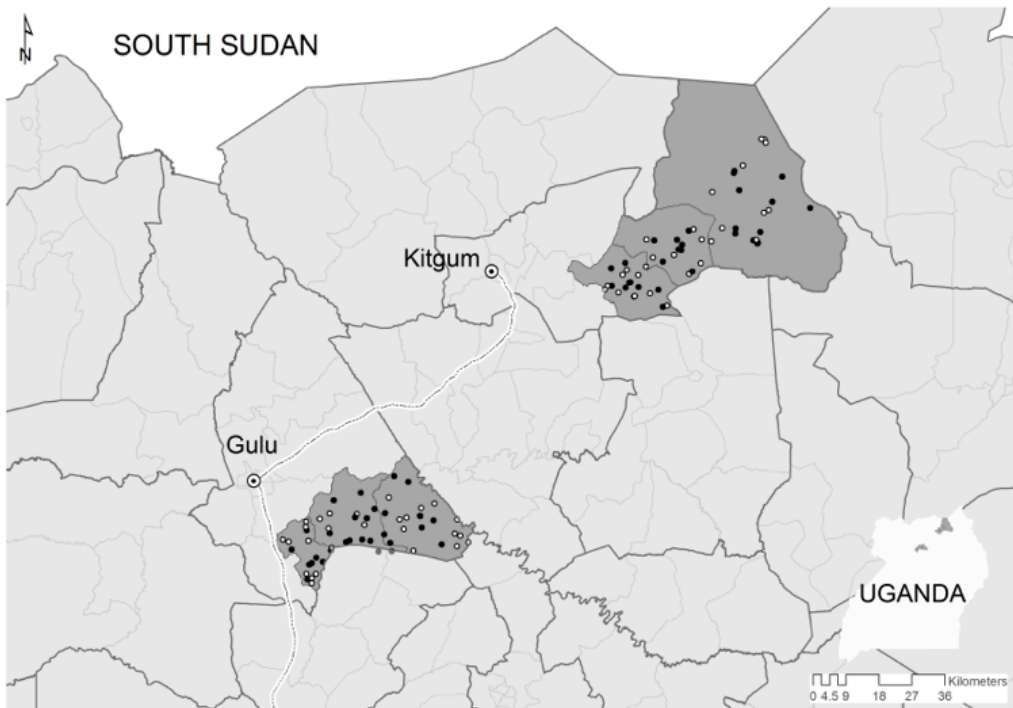 N
SOUTH SUDAN
Kitgum
Gulu
UGANDA
Kilometers
0 4.5 9 18 27 36